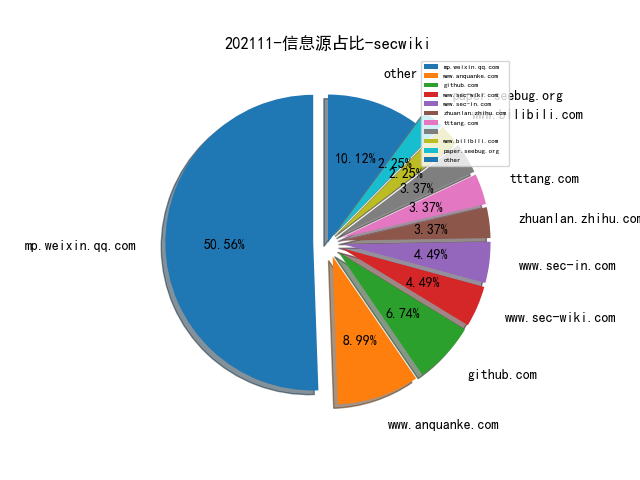 202111-信息源占比-secwiki
other
mp.weixin.qq.com
www.anquanke.com
github.com
www.sec-wiki.com
www.sec-in.com
zhuanlan.zhihu.com
tttang.com
www.bilibili.com
paper.seebug.org
other
paper.seebug.org
www.bilibili.com
tttang.com
zhuanlan.zhihu.com
www.sec-in.com
www.sec-wiki.com
github.com
www.anquanke.com
mp.weixin.qq.com
10.12%
2.25%
2.25%
3.37%
3.37%
3.37%
4.49%
4.49%
6.74%
8.99%
50.56%